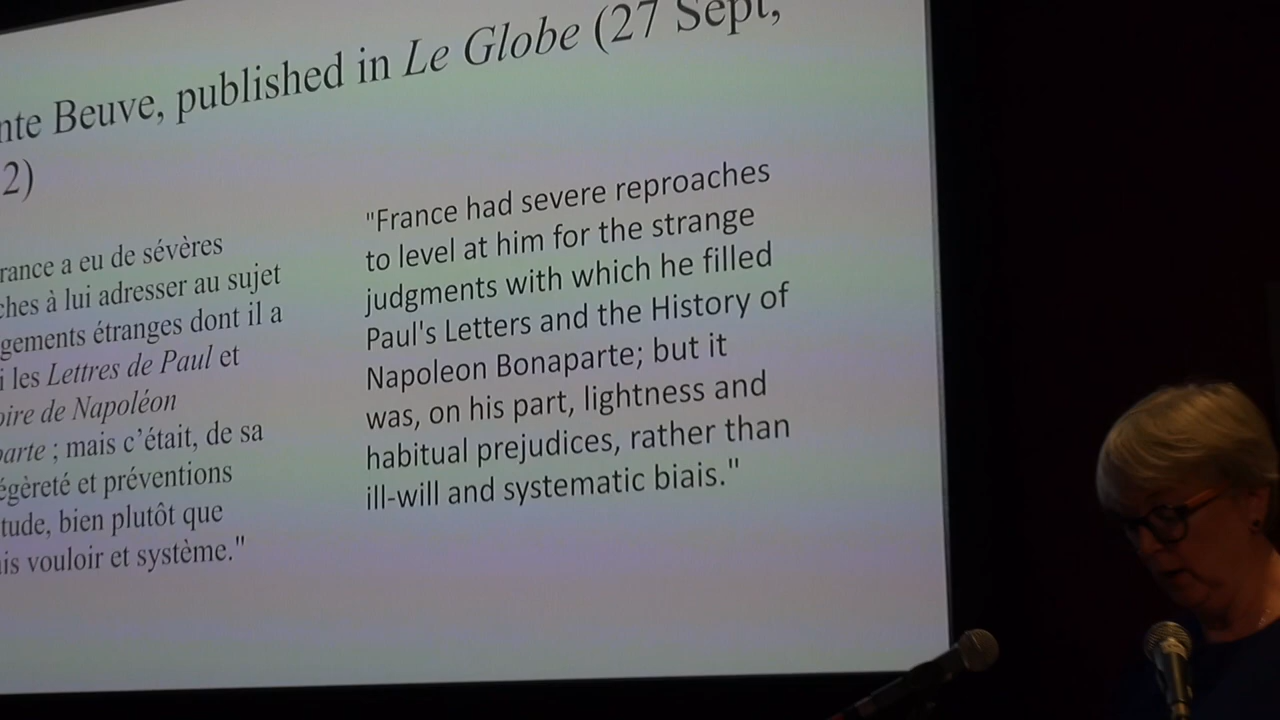 nte Beuve, published in Le Globe (27 Sept,
2)
rance a eu de sévères
ches à lui adresser au sujet
gements étranges dont il a
i les Lettres de Paul et
oire de Napoléon
parte ; mais c'était, de sa
égèreté et préventions
tude, bien plutôt que
is vouloir et système."
"France had severe reproaches
to level at him for the strange
judgments with which he filled
Paul's Letters and the History of
Napoleon Bonaparte; but it
was, on his part, lightness and
habitual prejudices, rather than
ill-will and systematic biais."